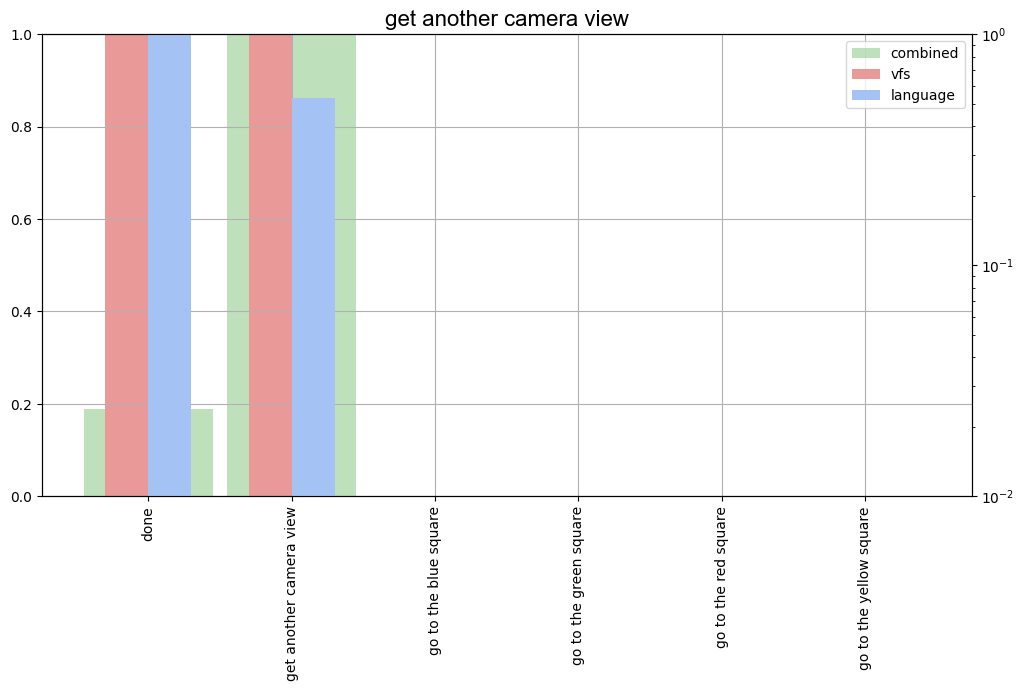 get another camera view
combined
vfs
language
1.0
0.8
0.6
0.4
0.2
0.0
10⁰
10⁻¹
10⁻²
done
get another camera view
go to the blue square
go to the green square
go to the red square
go to the yellow square